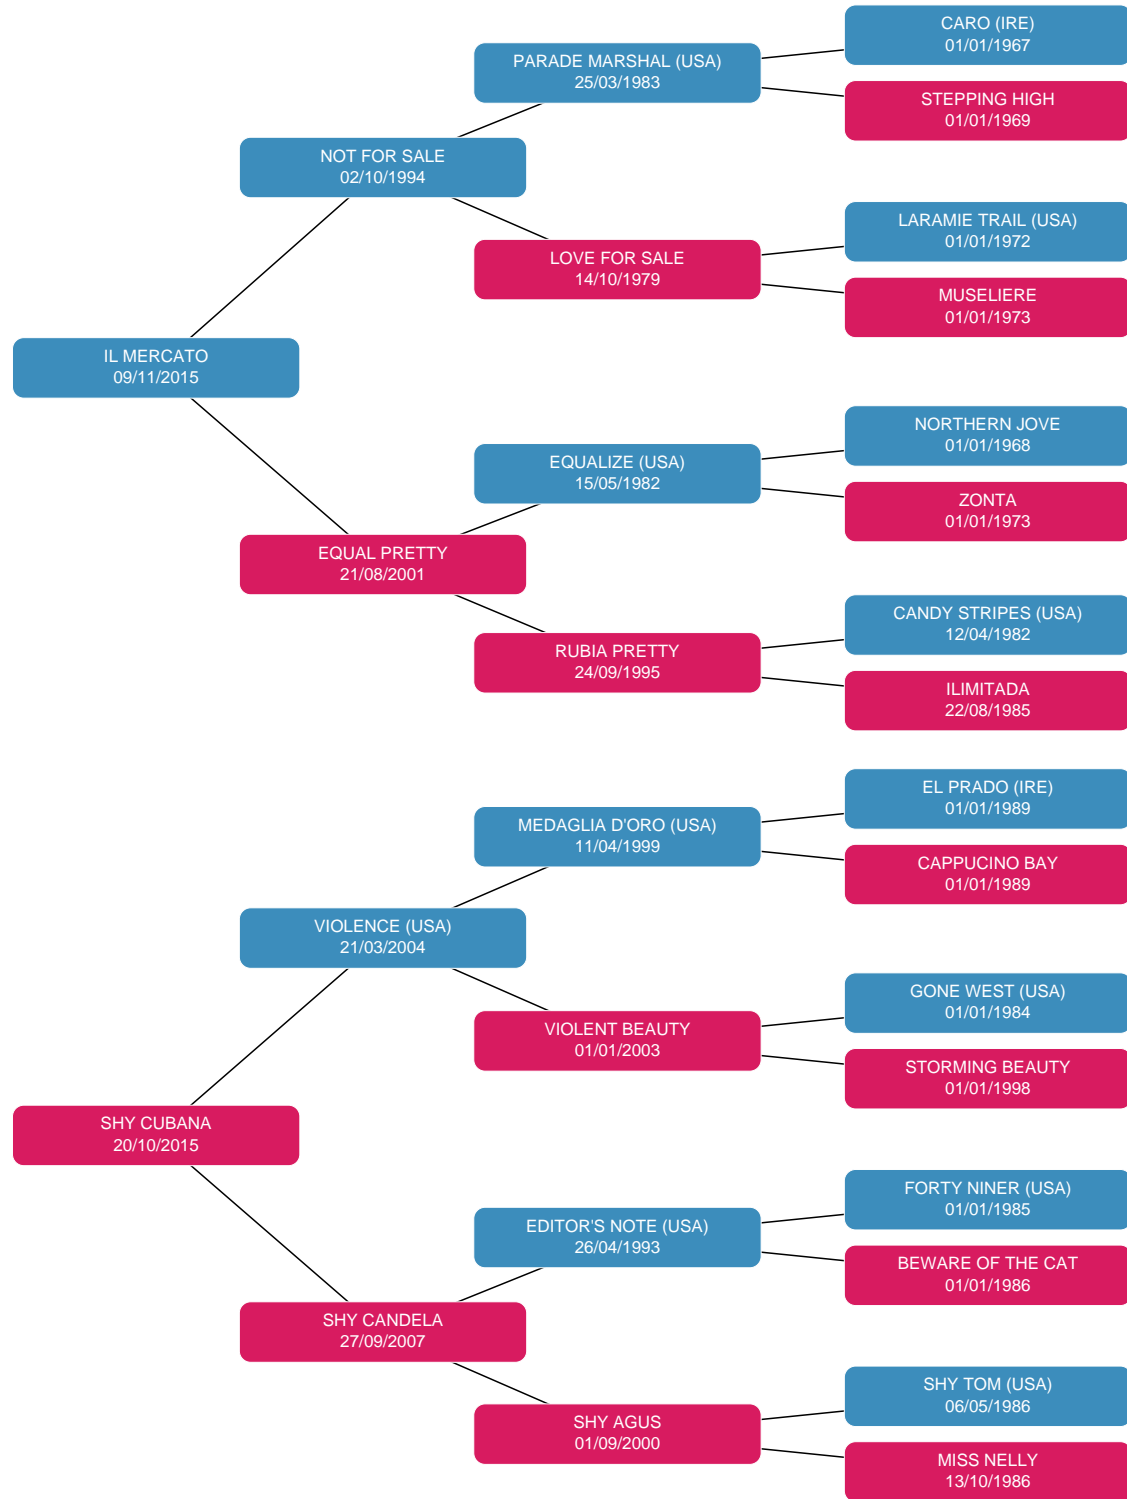 CARO (IRE)
01/01/1967
PARADE MARSHAL (USA)
25/03/1983
STEPPING HIGH
01/01/1969
NOT FOR SALE
02/10/1994
LARAMIE TRAIL (USA)
01/01/1972
LOVE FOR SALE
14/10/1979
MUSELIERE
01/01/1973
IL MERCATO
09/11/2015
NORTHERN JOVE
01/01/1968
EQUALIZE (USA)
15/05/1982
ZONTA
01/01/1973
EQUAL PRETTY
21/08/2001
CANDY STRIPES (USA)
12/04/1982
RUBIA PRETTY
24/09/1995
ILIMITADA
22/08/1985
EL PRADO (IRE)
01/01/1989
MEDAGLIA D'ORO (USA)
11/04/1999
CAPPUCINO BAY
01/01/1989
VIOLENCE (USA)
21/03/2004
GONE WEST (USA)
01/01/1984
VIOLENT BEAUTY
01/01/2003
STORMING BEAUTY
01/01/1998
SHY CUBANA
20/10/2015
FORTY NINER (USA)
01/01/1985
EDITOR'S NOTE (USA)
26/04/1993
BEWARE OF THE CAT
01/01/1986
SHY CANDELA
27/09/2007
SHY TOM (USA)
06/05/1986
SHY AGUS
01/09/2000
MISS NELLY
13/10/1986